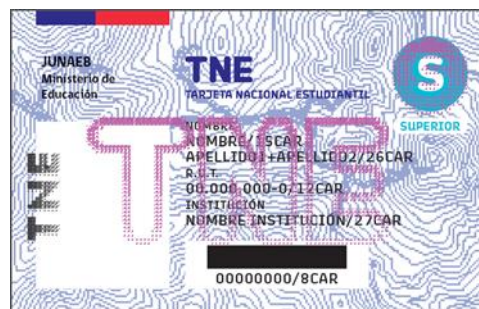 JUNAEB
Ministerio de
Educación
TNE
TARJETA NACIONAL ESTUDIANTIL
S
SUPERIOR
NOMBRE
NOMBRE/15CAR
APELLIDO1+APELLIDO2/26CAR
R.U.T.
00.000.000-0/12CAR
INSTITUCIÓN
NOMBRE INSTITUCIÓN/27CAR
TNE
TNE
00000000/8CAR